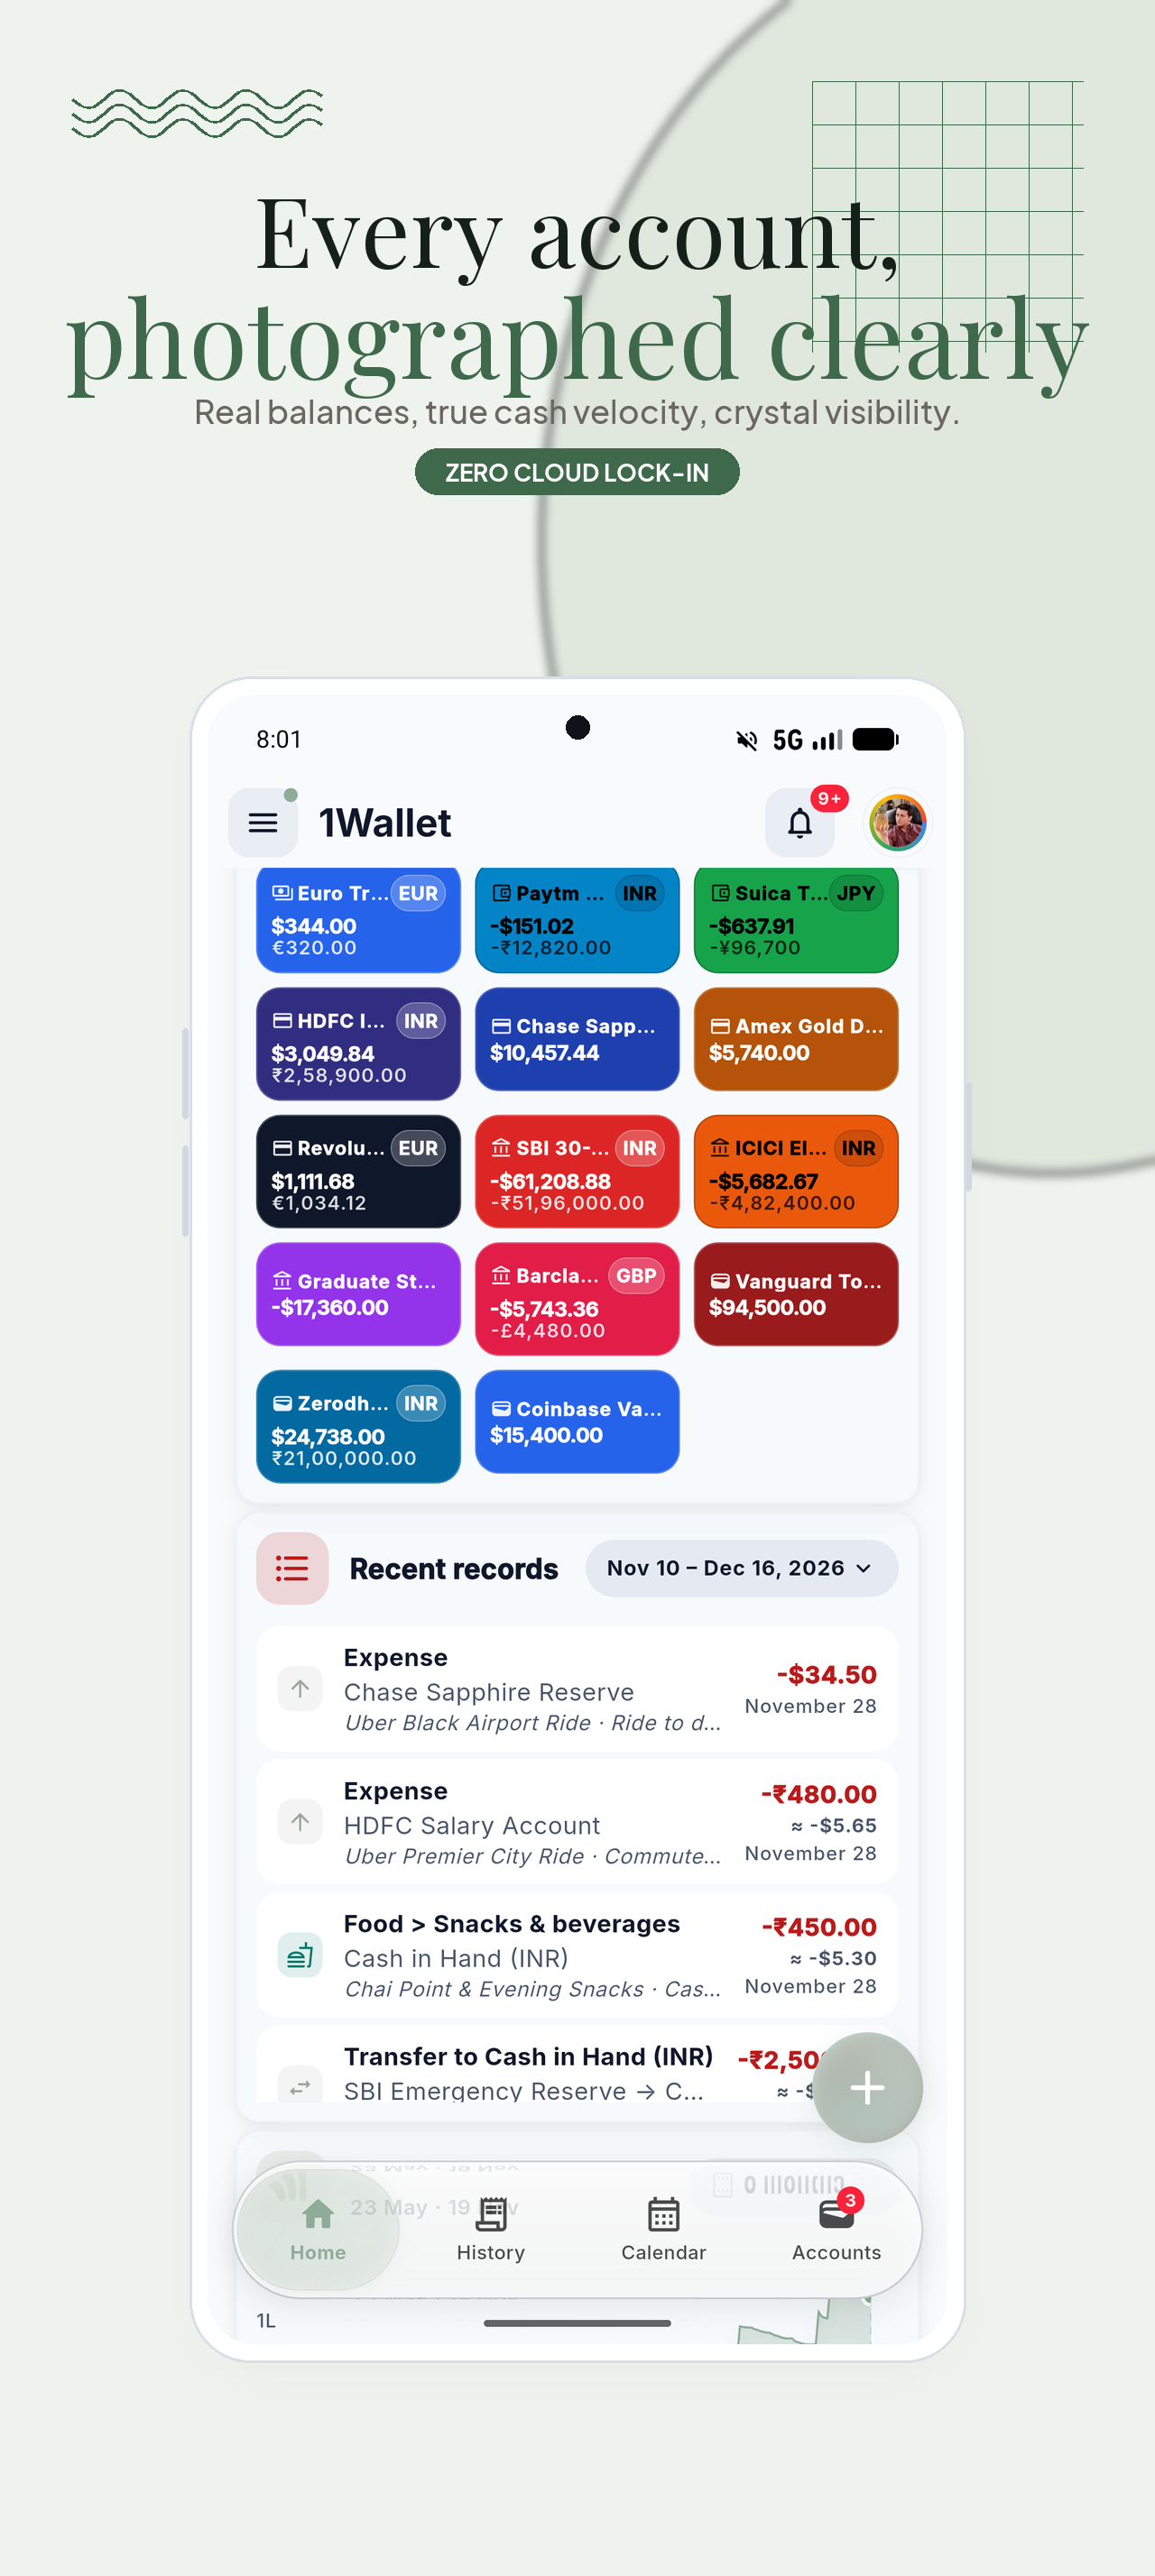 Every account,
photographed clearly
Real balances, true cash velocity, crystal visibility.
ZERO CLOUD LOCK-IN
8:01
5G
1Wallet
9+
Euro Tr... EUR
$344.00
€320.00
Paytm ... INR
-$151.02
-₹12,820.00
Suica T... JPY
-$637.91
-¥96,700
HDFC I... INR
$3,049.84
₹2,58,900.00
Chase Sapp...
$10,457.44
Amex Gold D...
$5,740.00
Revolu... EUR
$1,111.68
€1,034.12
SBI 30-... INR
-$61,208.88
-₹51,96,000.00
ICICI El... INR
-$5,682.67
-₹4,82,400.00
Graduate St...
-$17,360.00
Barcla... GBP
-$5,743.36
-£4,480.00
Vanguard To...
$94,500.00
Zerodh... INR
$24,738.00
₹21,00,000.00
Coinbase Va...
$15,400.00
Recent records
Nov 10 – Dec 16, 2026
Expense
Chase Sapphire Reserve
Uber Black Airport Ride · Ride to d...
-$34.50
November 28
Expense
HDFC Salary Account
Uber Premier City Ride · Commute...
-₹480.00
≈ -$5.65
November 28
Food > Snacks & beverages
Cash in Hand (INR)
Chai Point & Evening Snacks · Cas...
-₹450.00
≈ -$5.30
November 28
Transfer to Cash in Hand (INR)
SBI Emergency Reserve → C...
-₹2,50
≈ -$
23 May · 19
Home
History
Calendar
3
Accounts
1L